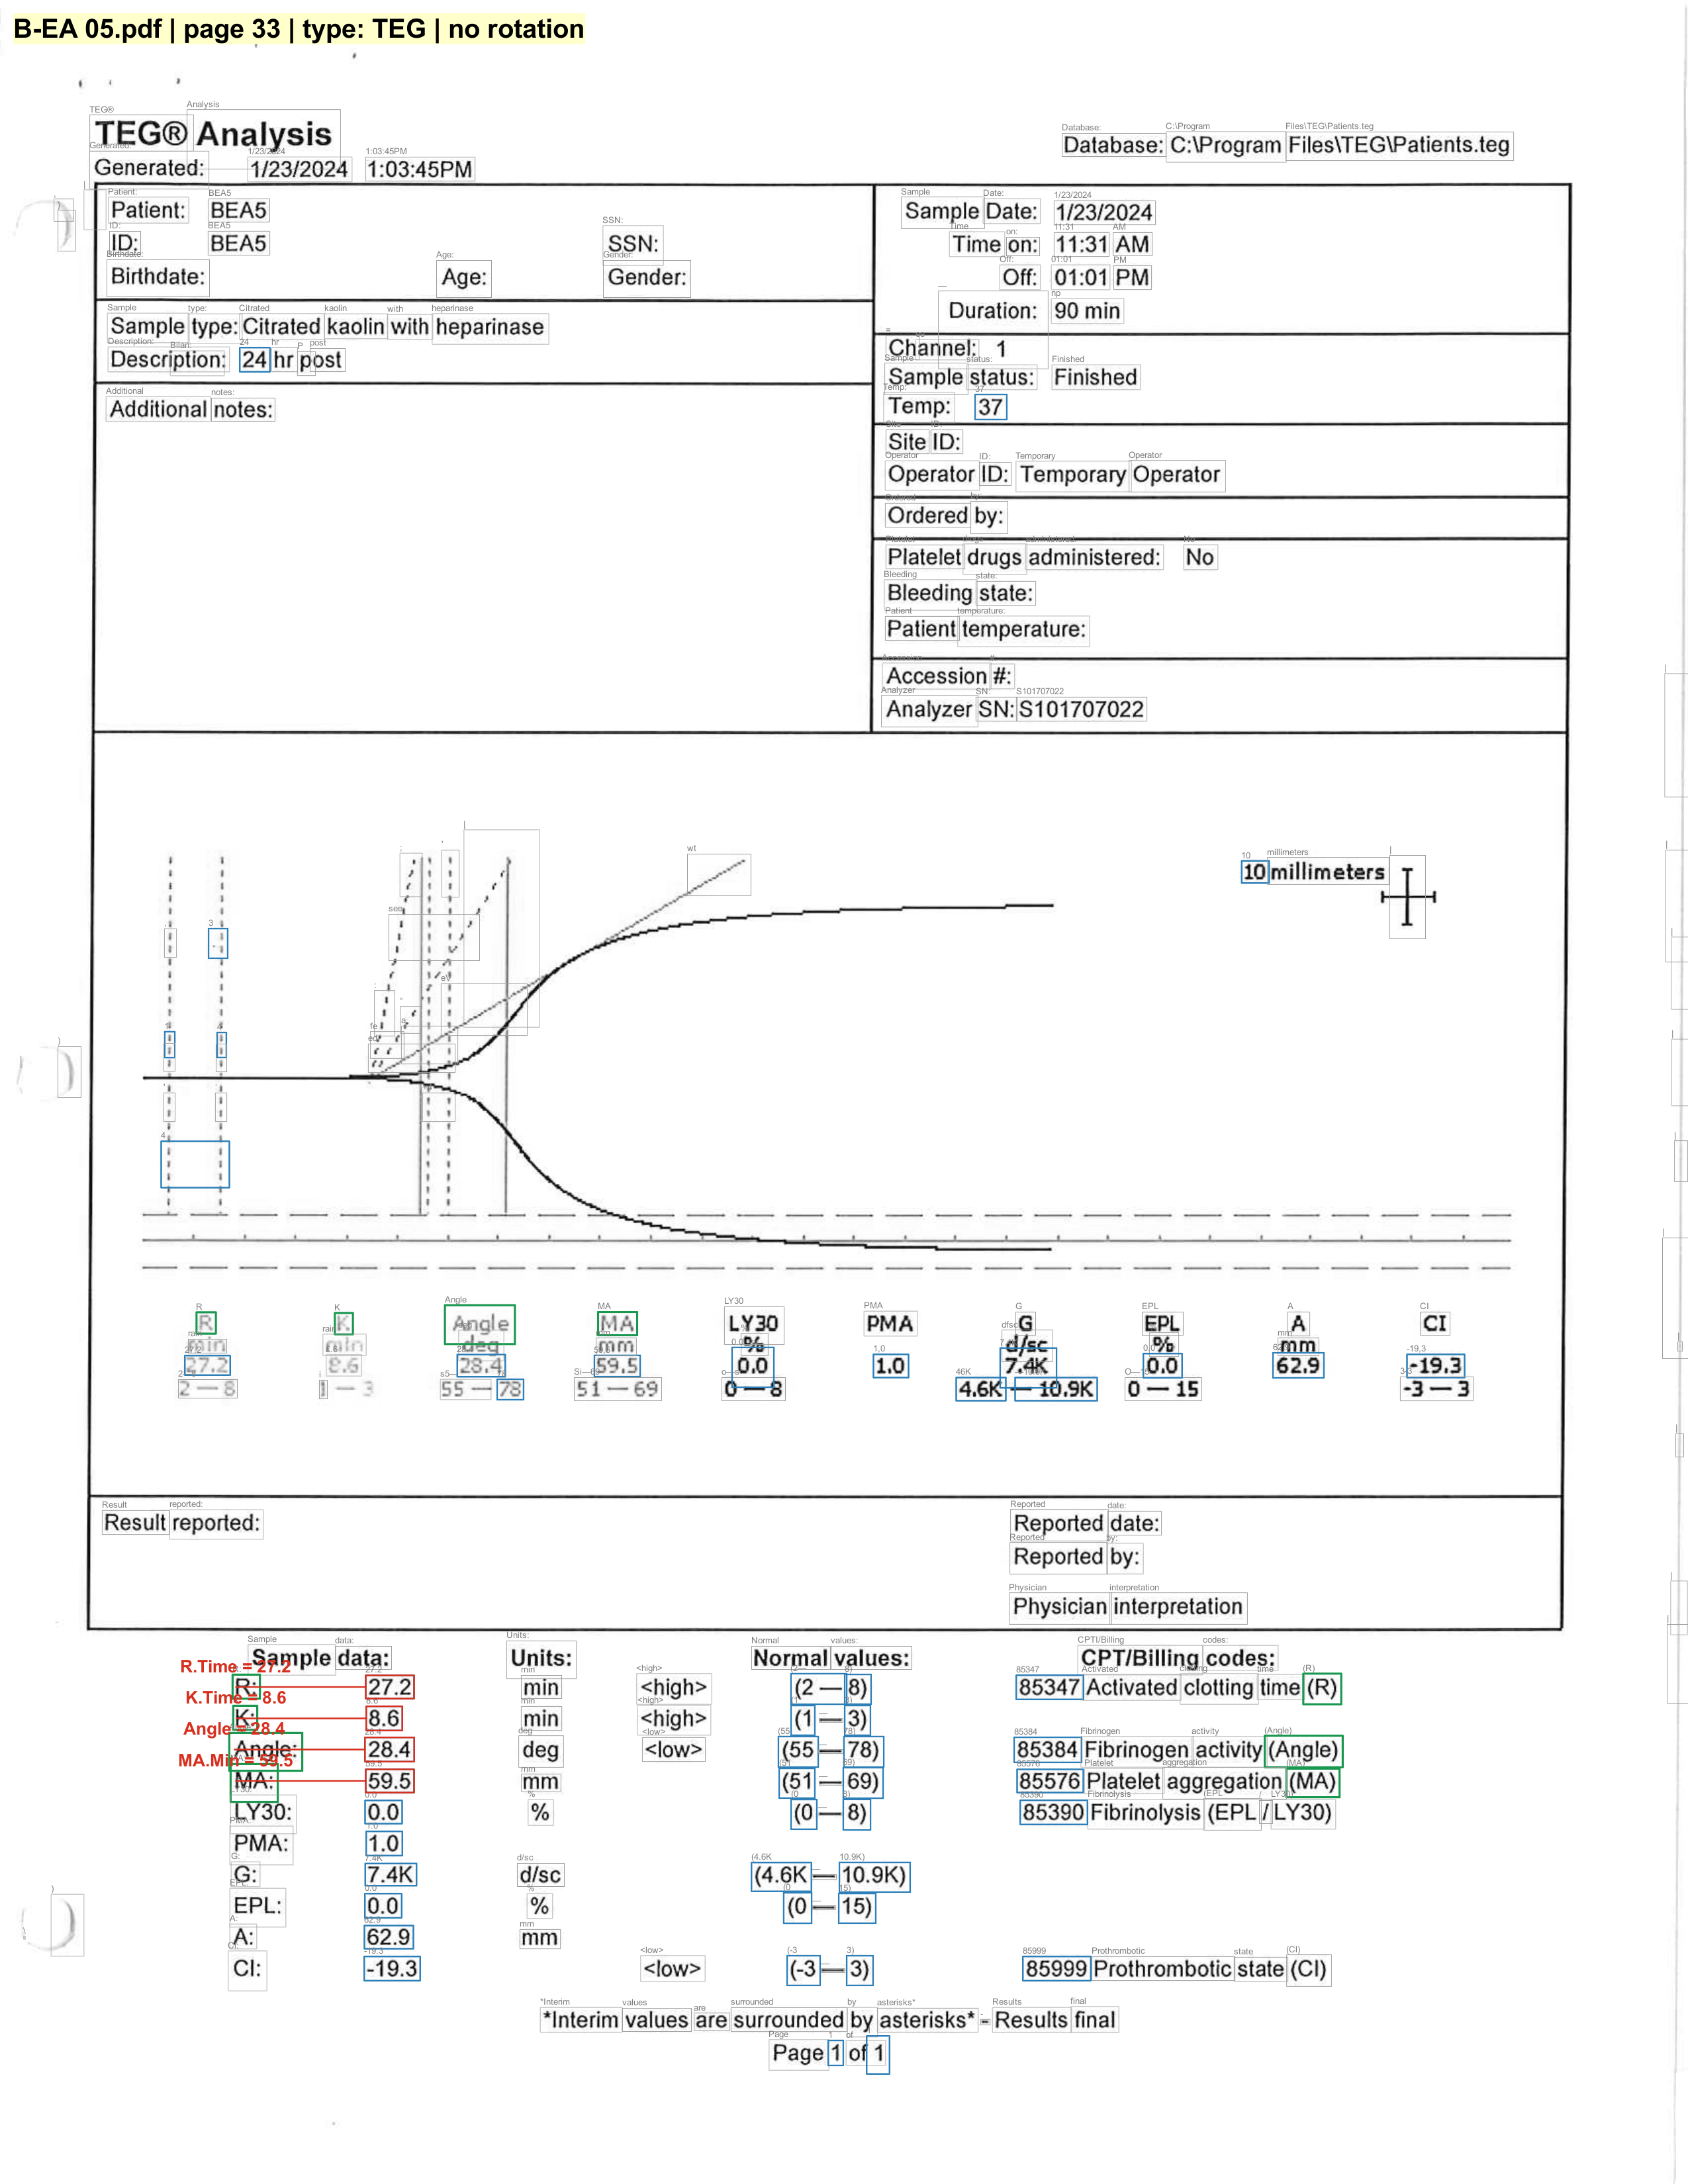 B-EA 05.pdf | page 33 | type: TEG | no rotation
TEG® Analysis
Generated: 1/23/2024 1:03:45PM
Database: C:\Program Files\TEG\Patients.teg
Patient: BEA5
ID: BEA5
SSN:
Birthdate:
Age:
Gender:
Sample type: Citrated kaolin with heparinase
Description: 24 hr post
Additional notes:
Sample Date: 1/23/2024
Time on: 11:31 AM
Off: 01:01 PM
Duration: 90 min
Channel: 1
Sample status: Finished
Temp: 37
Site ID:
Operator ID: Temporary Operator
Ordered by:
Platelet drugs administered: No
Bleeding state:
Patient temperature:
Accession #:
Analyzer SN: S101707022
10 millimeters
R K Angle MA LY30 PMA G EPL A CI
min min deg mm % d/sc % mm
27.2 8.6 28.4 59.5 0.0 1.0 7.4K 0.0 62.9 -19.3
2 — 8 1 — 3 55 — 78 51 — 69 0 — 8 4.6K — 10.9K 0 — 15 -3 — 3
Result reported:
Reported date:
Reported by:
Physician interpretation
Sample data: Units: Normal values: CPT/Billing codes:
R.Time = 27.2
R: 27.2 min <high> (2 — 8) 85347 Activated clotting time (R)
K.Time = 8.6
K: 8.6 min <high> (1 — 3)
Angle = 28.4
Angle: 28.4 deg <low> (55 — 78) 85384 Fibrinogen activity (Angle)
MA.Min = 59.5
MA: 59.5 mm (51 — 69) 85576 Platelet aggregation (MA)
LY30: 0.0 % (0 — 8) 85390 Fibrinolysis (EPL / LY30)
PMA: 1.0
G: 7.4K d/sc (4.6K — 10.9K)
EPL: 0.0 % (0 — 15)
A: 62.9 mm
CI: -19.3 <low> (-3 — 3) 85999 Prothrombotic state (CI)
*Interim values are surrounded by asterisks* - Results final
Page 1 of 1